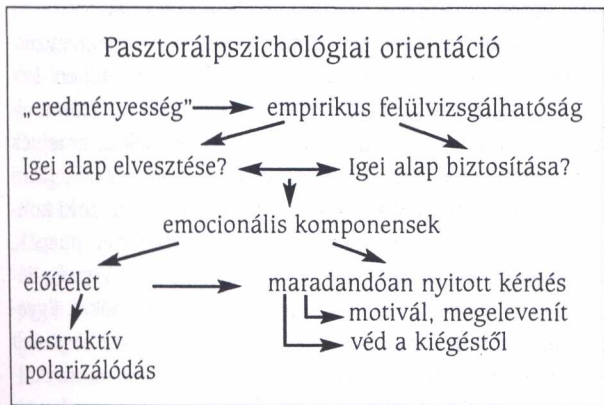 Pasztorálpszichológiai orientáció
„eredményesség” empirikus felülvizsgálhatóság
Igei alap elvesztése? Igei alap biztosítása?
emocionális komponensek
előítélet maradandóan nyitott kérdés
motivál, megelevenít
destruktív védi a kiégéstől
polarizálódás